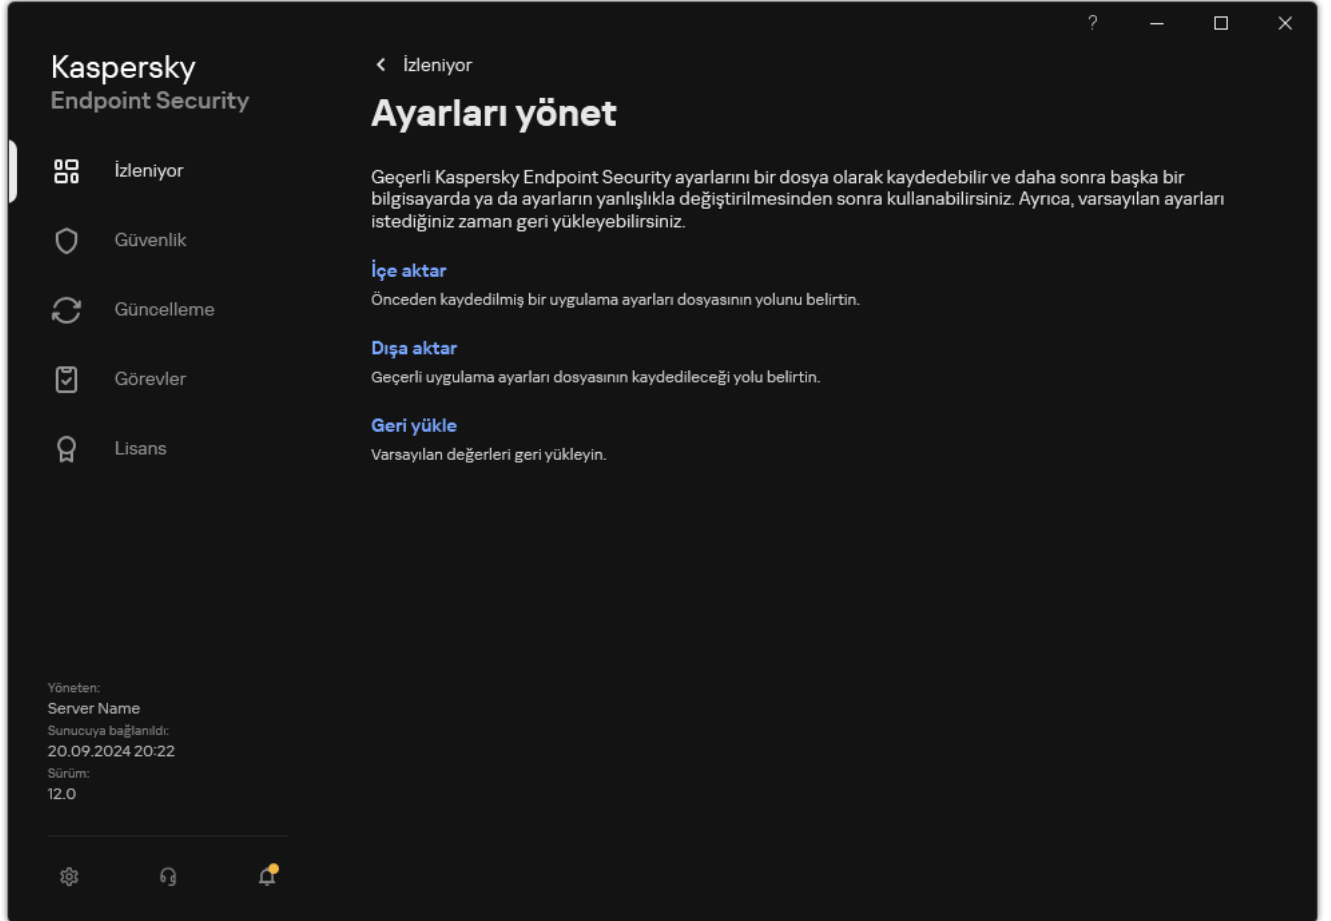 ?
Kaspersky
Endpoint Security
İzleniyor
Güvenlik
Güncelleme
Görevler
Lisans
İzleniyor
Ayarları yönet
Geçerli Kaspersky Endpoint Security ayarlarını bir dosya olarak kaydedebilir ve daha sonra başka bir
bilgisayarda ya da ayarların yanlışlıkla değiştirilmesinden sonra kullanabilirsiniz. Ayrıca, varsayılan ayarları
istediğiniz zaman geri yükleyebilirsiniz.
İçe aktar
Önceden kaydedilmiş bir uygulama ayarları dosyasının yolunu belirtin.
Dışa aktar
Geçerli uygulama ayarları dosyasının kaydedileceği yolu belirtin.
Geri yükle
Varsayılan değerleri geri yükleyin.
Yöneten:
Server Name
Sunucuya bağlanıldı:
20.09.2024 20:22
Sürüm:
12.0